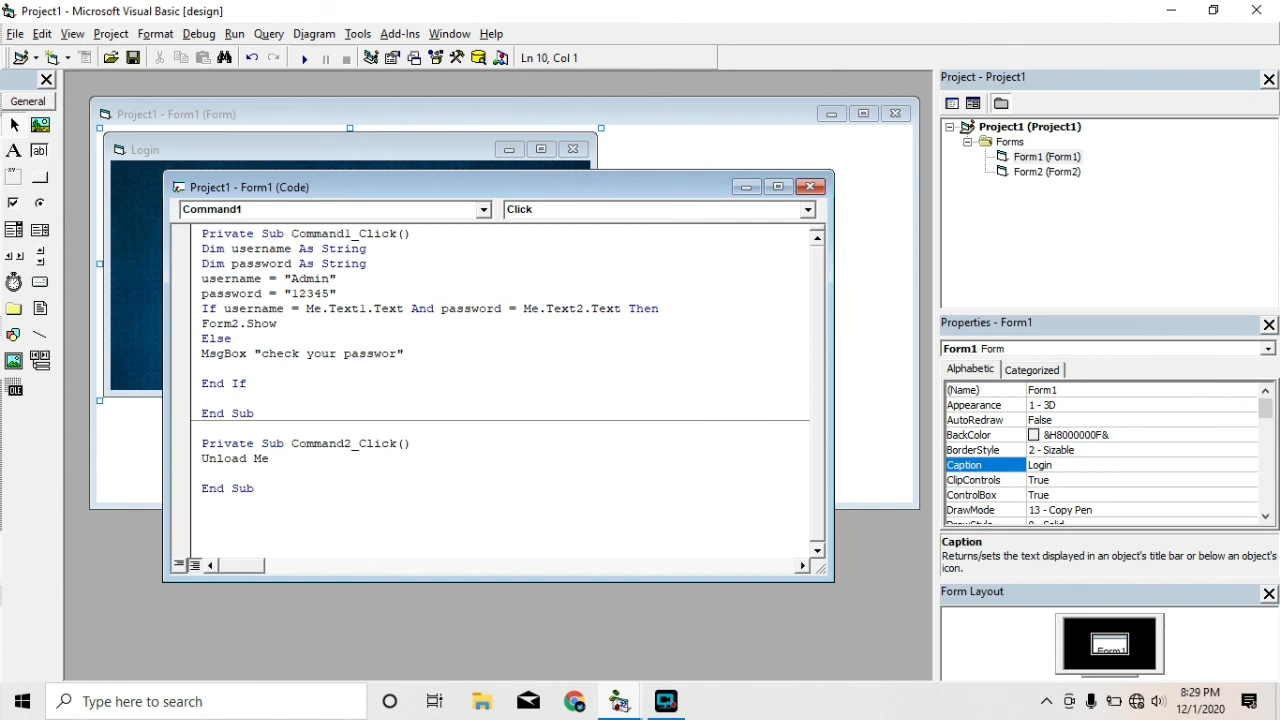 Project1 - Microsoft Visual Basic [design]
File Edit View Project Format Debug Run Query Diagram Tools Add-Ins Window Help
Ln 10, Col 1
General
Project1 - Form1 (Form)
Login
Project1 - Form1 (Code)
Command1
Click
Private Sub Command1_Click()
Dim username As String
Dim password As String
username = "Admin"
password = "12345"
If username = Me.Text1.Text And password = Me.Text2.Text Then
Form2.Show
Else
MsgBox "check your passwor"
End If
End Sub
Private Sub Command2_Click()
Unload Me
End Sub
Project - Project1
Project1 (Project1)
Forms
Form1 (Form1)
Form2 (Form2)
Properties - Form1
Form1 Form
Alphabetic Categorized
(Name) Form1
Appearance 1 - 3D
AutoRedraw False
BackColor &H8000000F&
BorderStyle 2 - Sizable
Caption Login
ClipControls True
ControlBox True
DrawMode 13 - Copy Pen
DrawStyle 0 - Solid
Caption
Returns/sets the text displayed in an object's title bar or below an object's
icon.
Form Layout
Form1
Type here to search
8:29 PM
12/1/2020